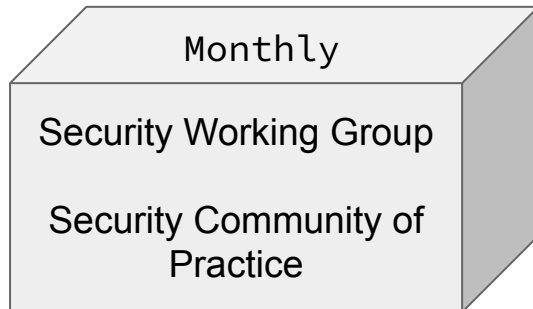 Monthly
Security Working Group
Security Community of
Practice